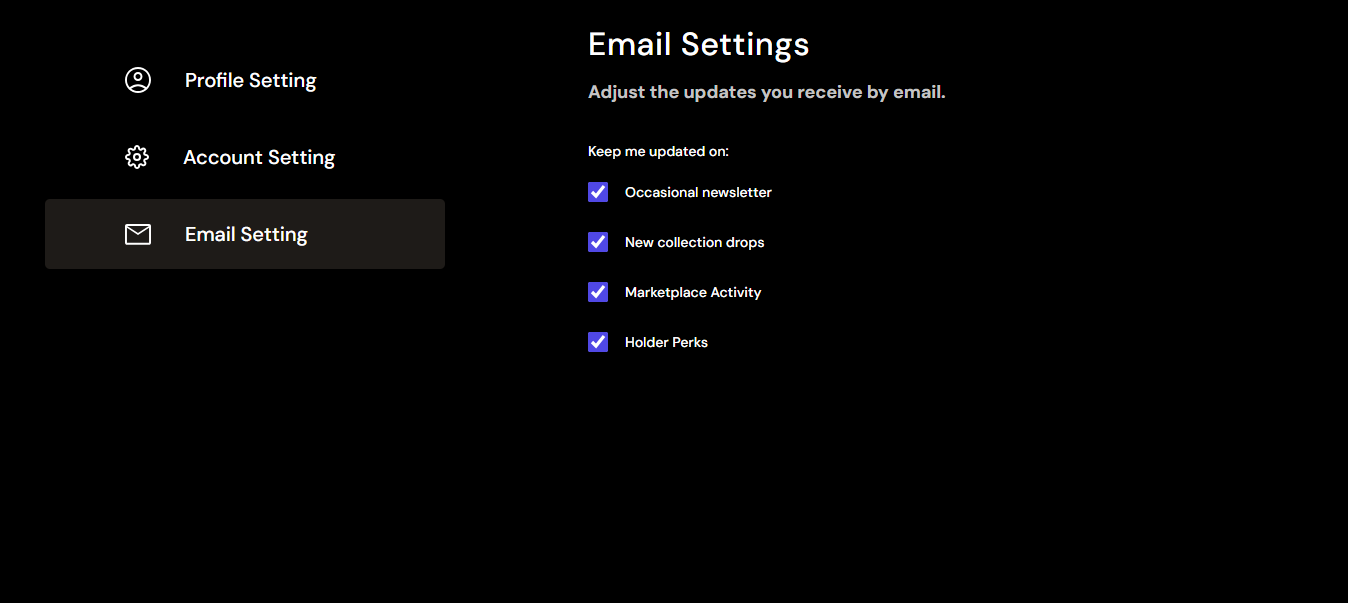 Profile Setting
Account Setting
Email Setting
Email Settings
Adjust the updates you receive by email.
Keep me updated on:
Occasional newsletter
New collection drops
Marketplace Activity
Holder Perks